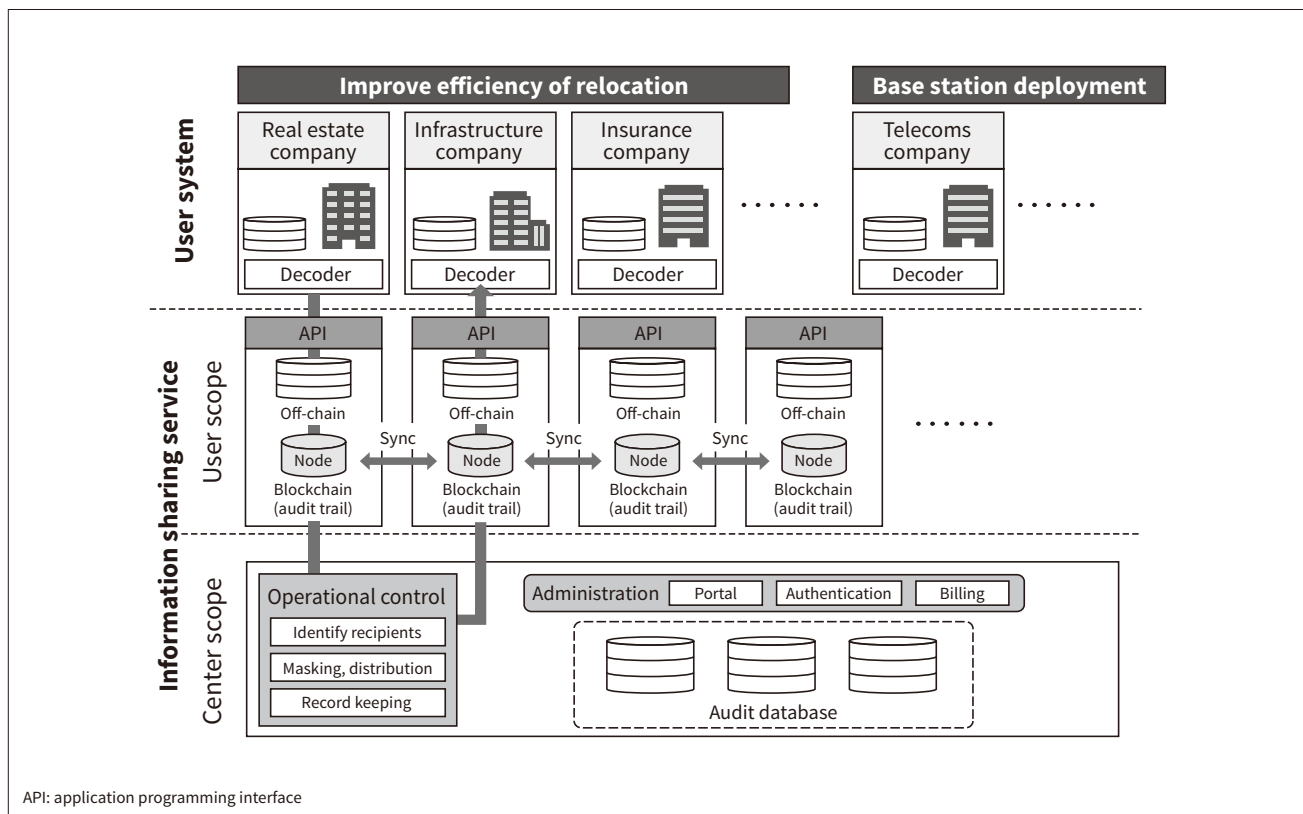 Improve efficiency of relocation
Base station deployment
User system
Real estate
company
Infrastructure
company
Insurance
company
Telecoms
company
......
......
Decoder
Decoder
Decoder
Decoder
Information sharing service
User scope
API
API
API
API
Off-chain
Off-chain
Off-chain
Off-chain
......
Sync
Sync
Sync
Node
Node
Node
Node
Blockchain
(audit trail)
Blockchain
(audit trail)
Blockchain
(audit trail)
Blockchain
(audit trail)
Center scope
Operational control
Identify recipients
Masking, distribution
Record keeping
Administration
Portal
Authentication
Billing
Audit database
API: application programming interface